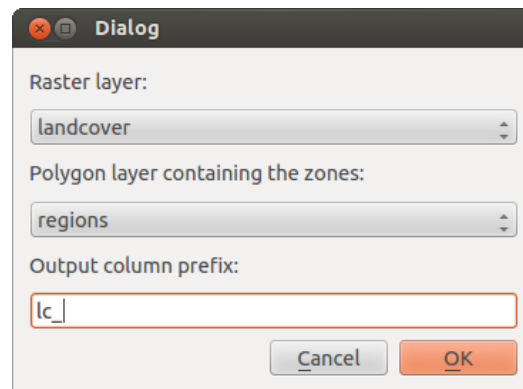 Dialog
Raster layer:
landcover
Polygon layer containing the zones:
regions
Output column prefix:
lc_
Cancel OK